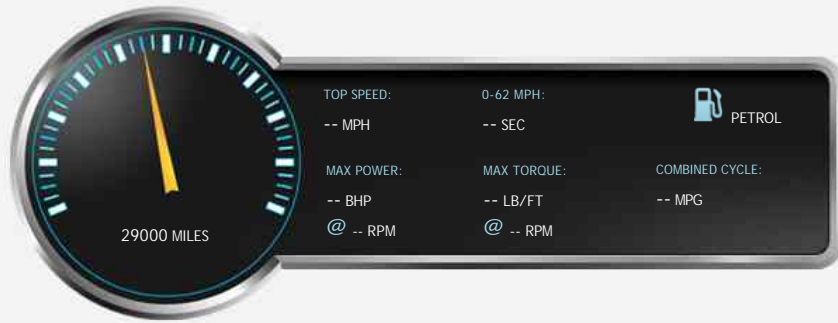 29000 MILES
TOP SPEED:
-- MPH
0-62 MPH:
-- SEC
PETROL
MAX POWER:
-- BHP
@ -- RPM
MAX TORQUE:
-- LB/FT
@ -- RPM
COMBINED CYCLE:
-- MPG